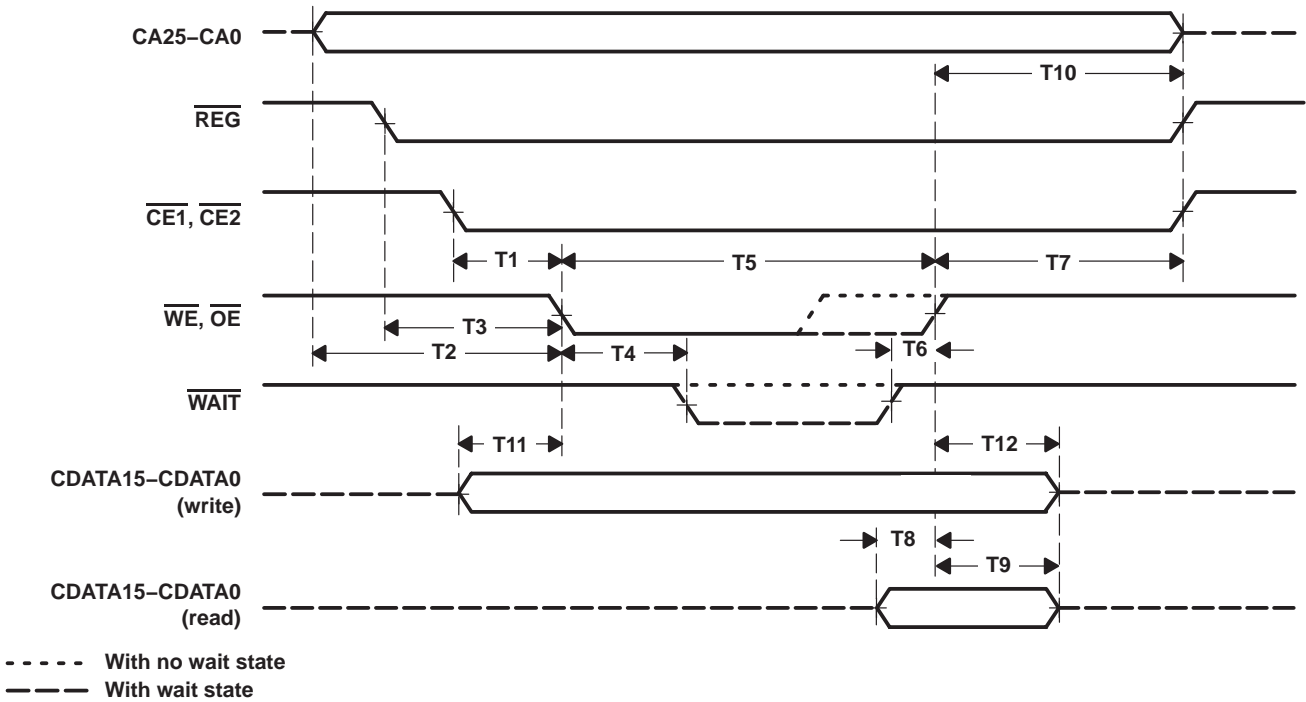 CA25–CA0
T10
REG
CE1, CE2
T1
T5
T7
WE, OE
T3
T6
T2
T4
WAIT
T11
T12
CDATA15–CDATA0
(write)
T8
T9
CDATA15–CDATA0
(read)
With no wait state
With wait state